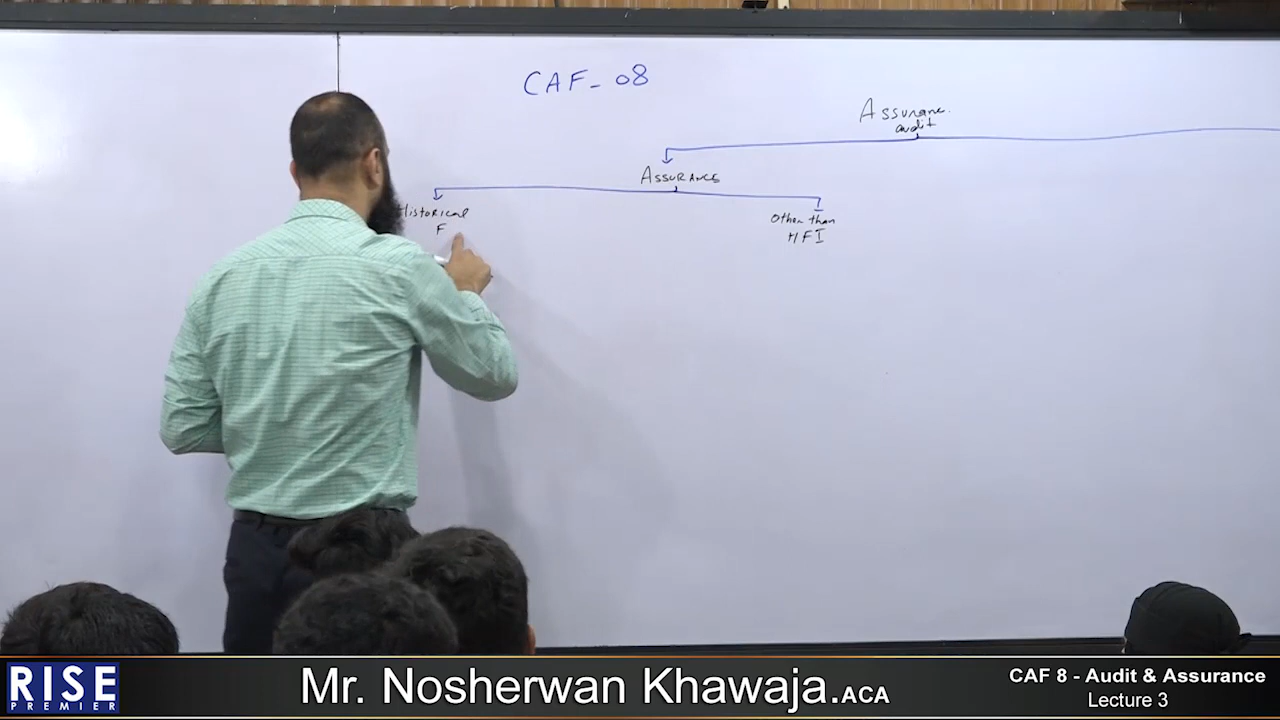 CAF - 08
Assurance
audit
ASSURANCE
Historical
F
Other than
HFI
RISE
PREMIER
Mr. Nosherwan Khawaja.ACA
CAF 8 - Audit & Assurance
Lecture 3